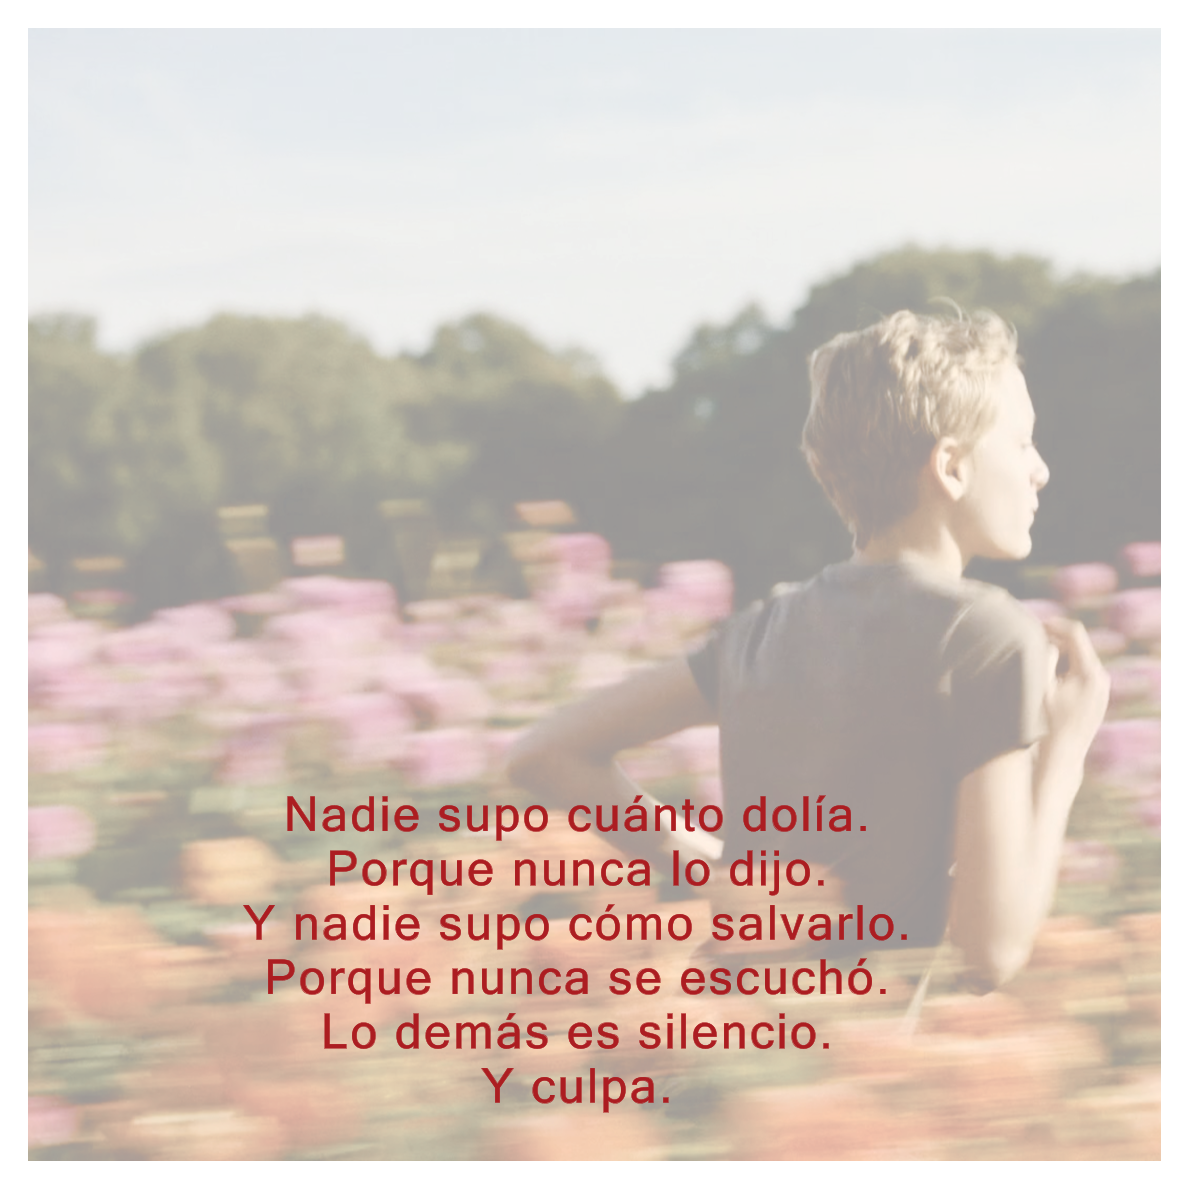 Nadie supo cuánto dolía.
Porque nunca lo dijo.
Y nadie supo cómo salvarlo.
Porque nunca se escuchó.
Lo demás es silencio.
Y culpa.